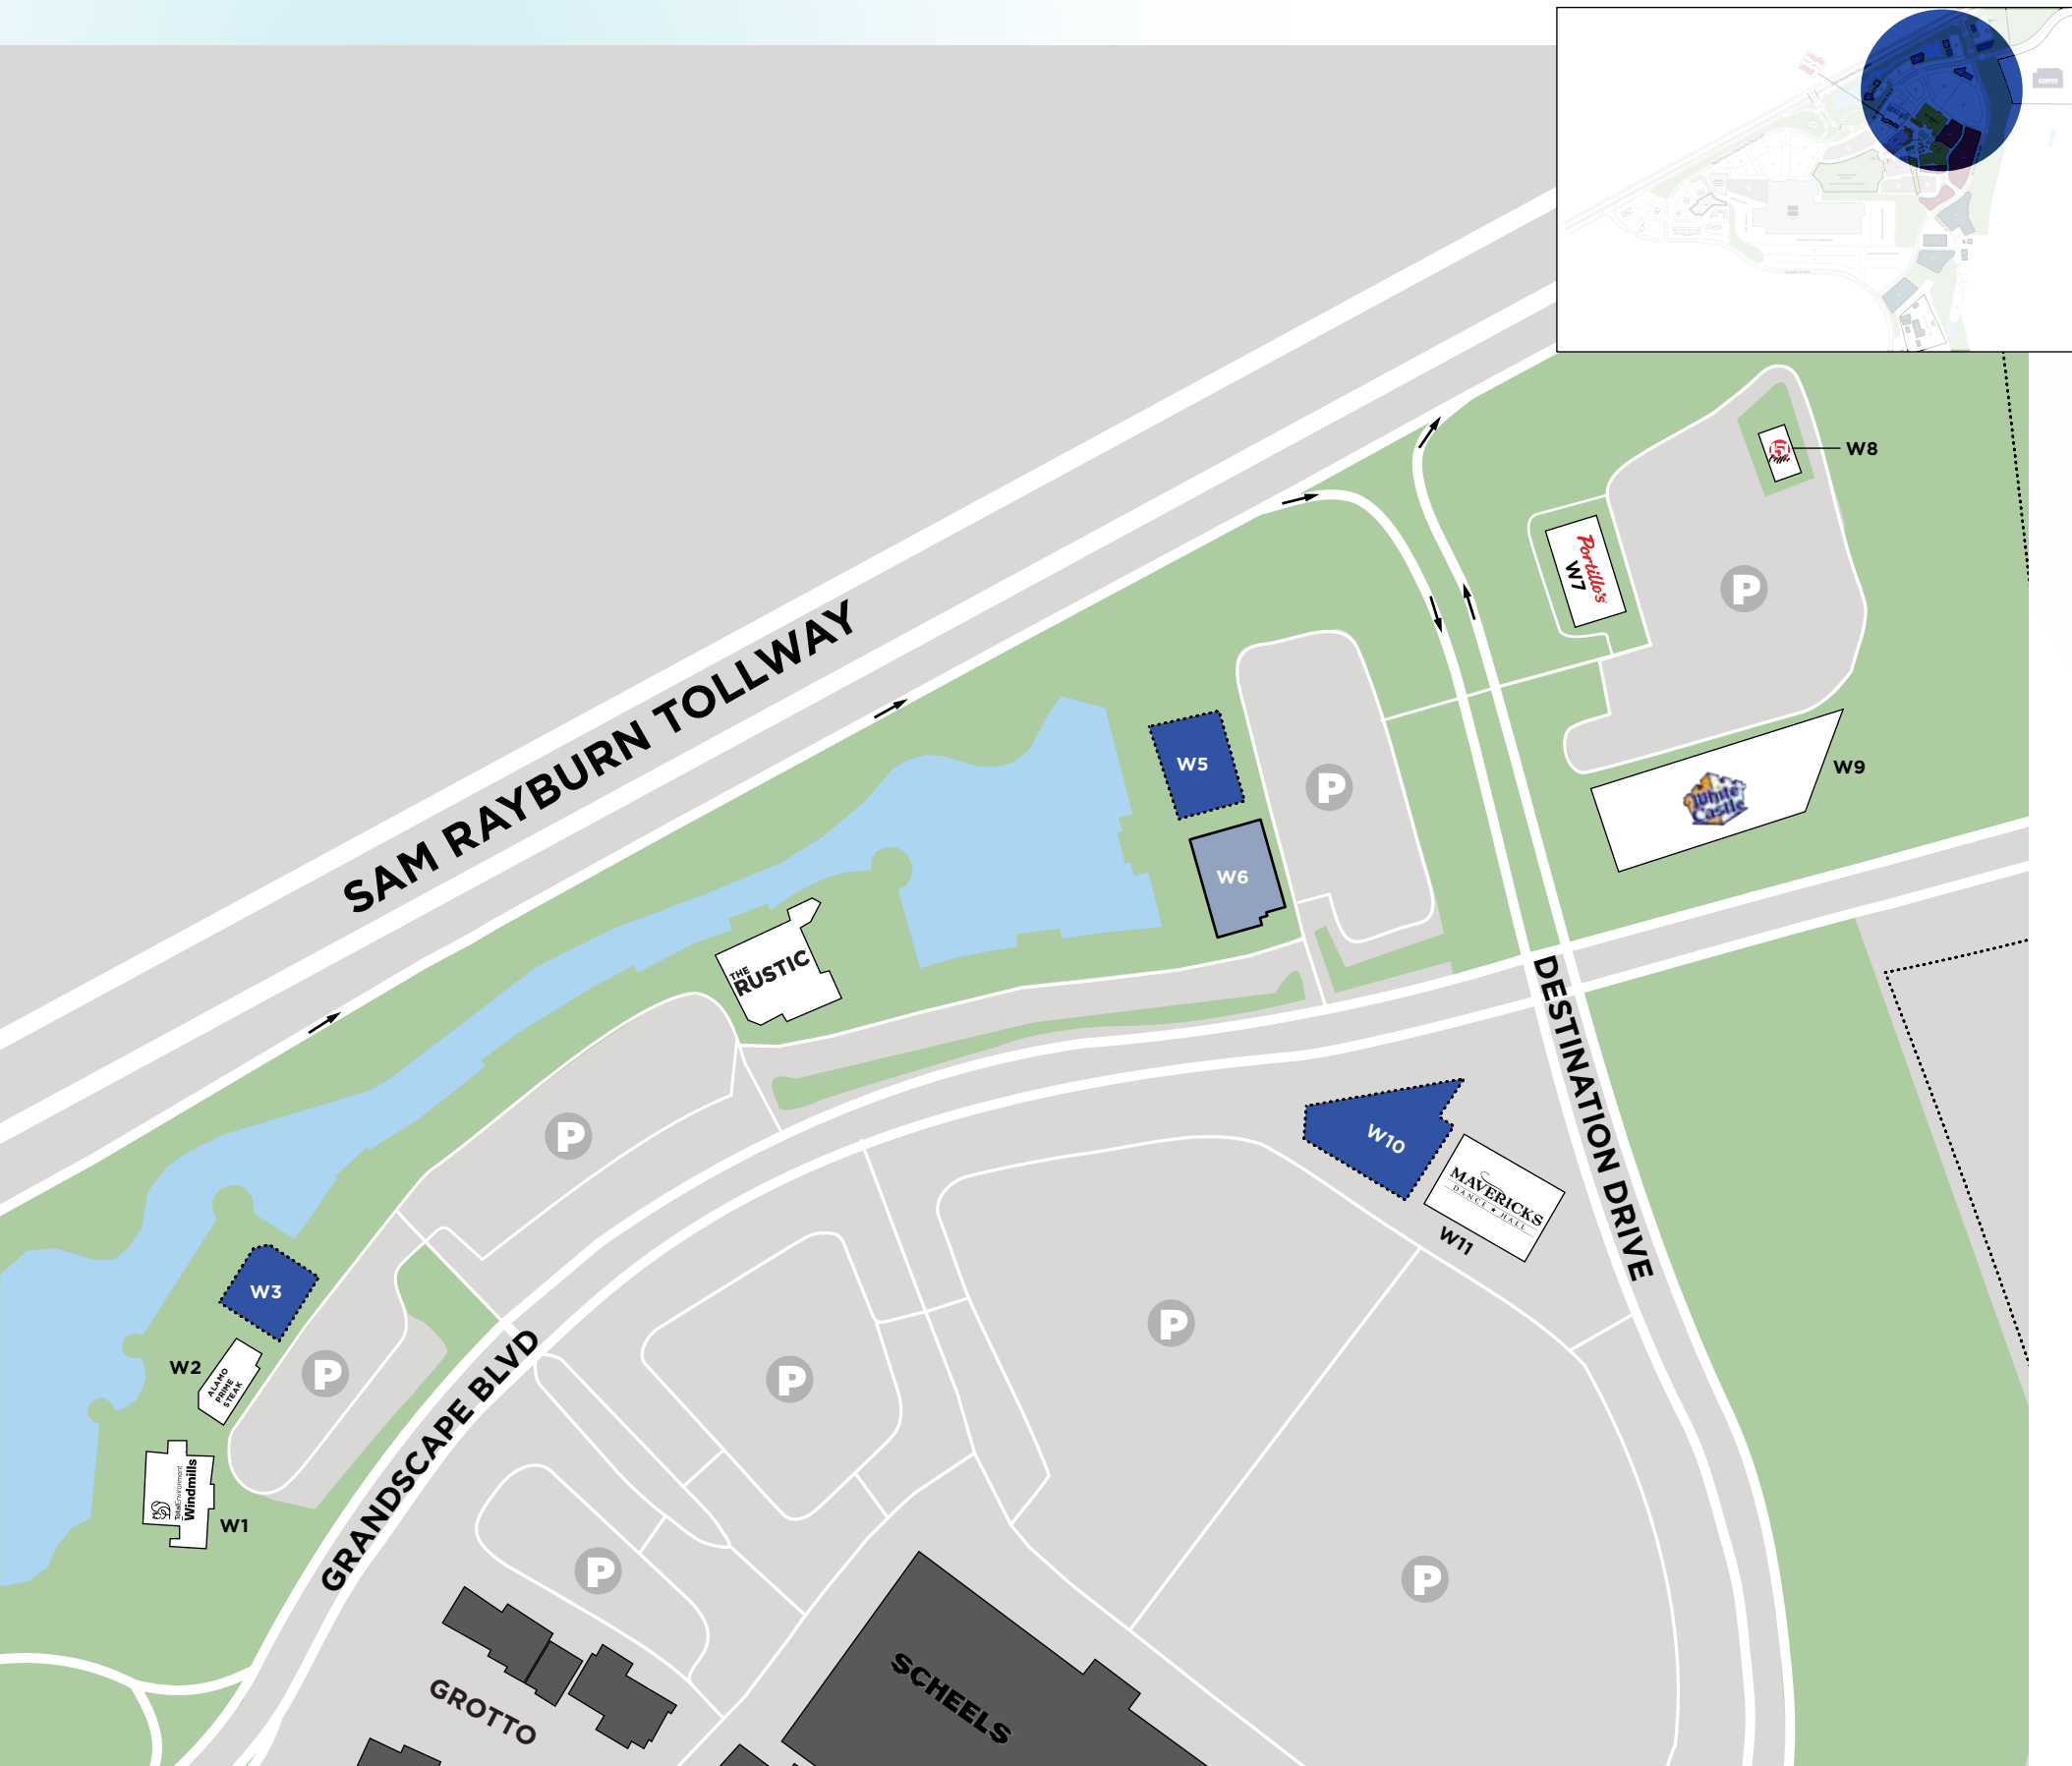 W8
Portillo's
W7
P
SAM RAYBURN TOLLWAY
W5
P
W9
White
Castle
W6
THE
RUSTIC
DESTINATION DRIVE
P
W10
MAVERICKS
DANCE ★ HALL
W11
W3
P
W2
ALAMO
PRIME
STEAK
P
P
GRANDSCAPE BLVD
TotalEnvironment
Windmills
W1
P
P
SCHEELS
GROTTO